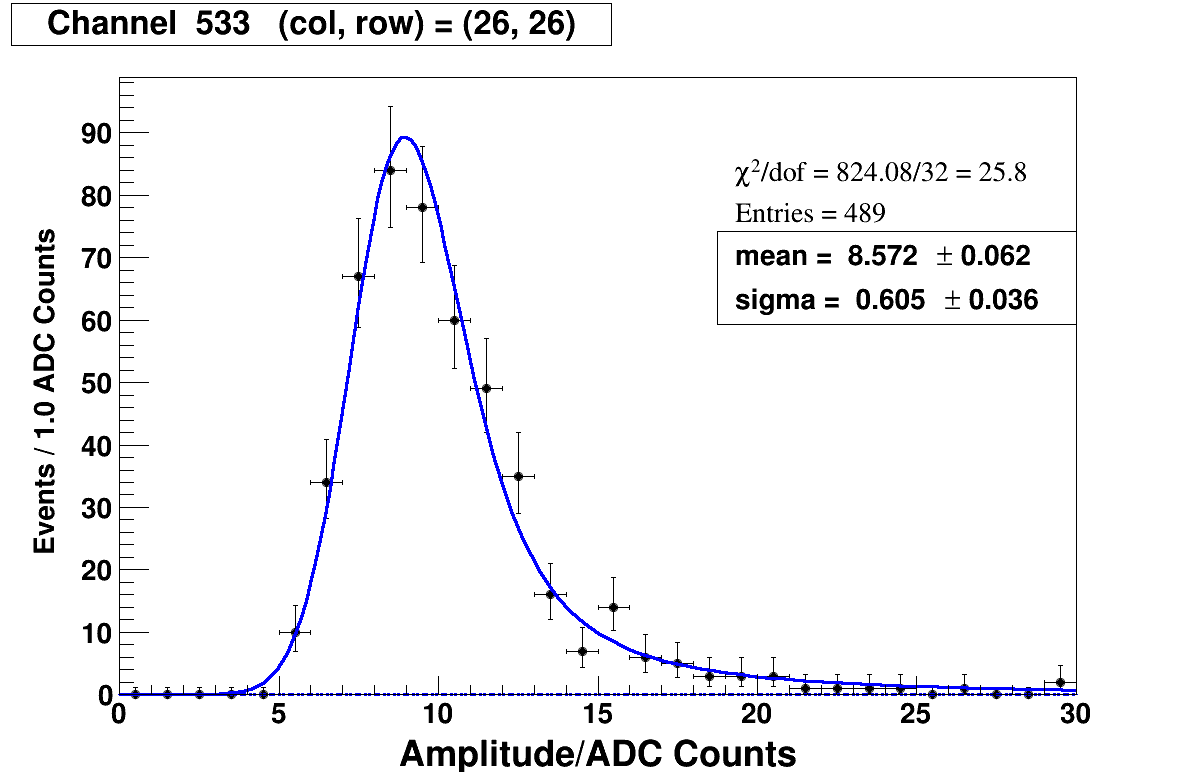 Channel 533 (col, row) = (26, 26)
χ²/dof = 824.08/32 = 25.8
Entries = 489
mean = 8.572 ± 0.062
sigma = 0.605 ± 0.036
Events / 1.0 ADC Counts
90
80
70
60
50
40
30
20
10
0
0 5 10 15 20 25 30
Amplitude/ADC Counts